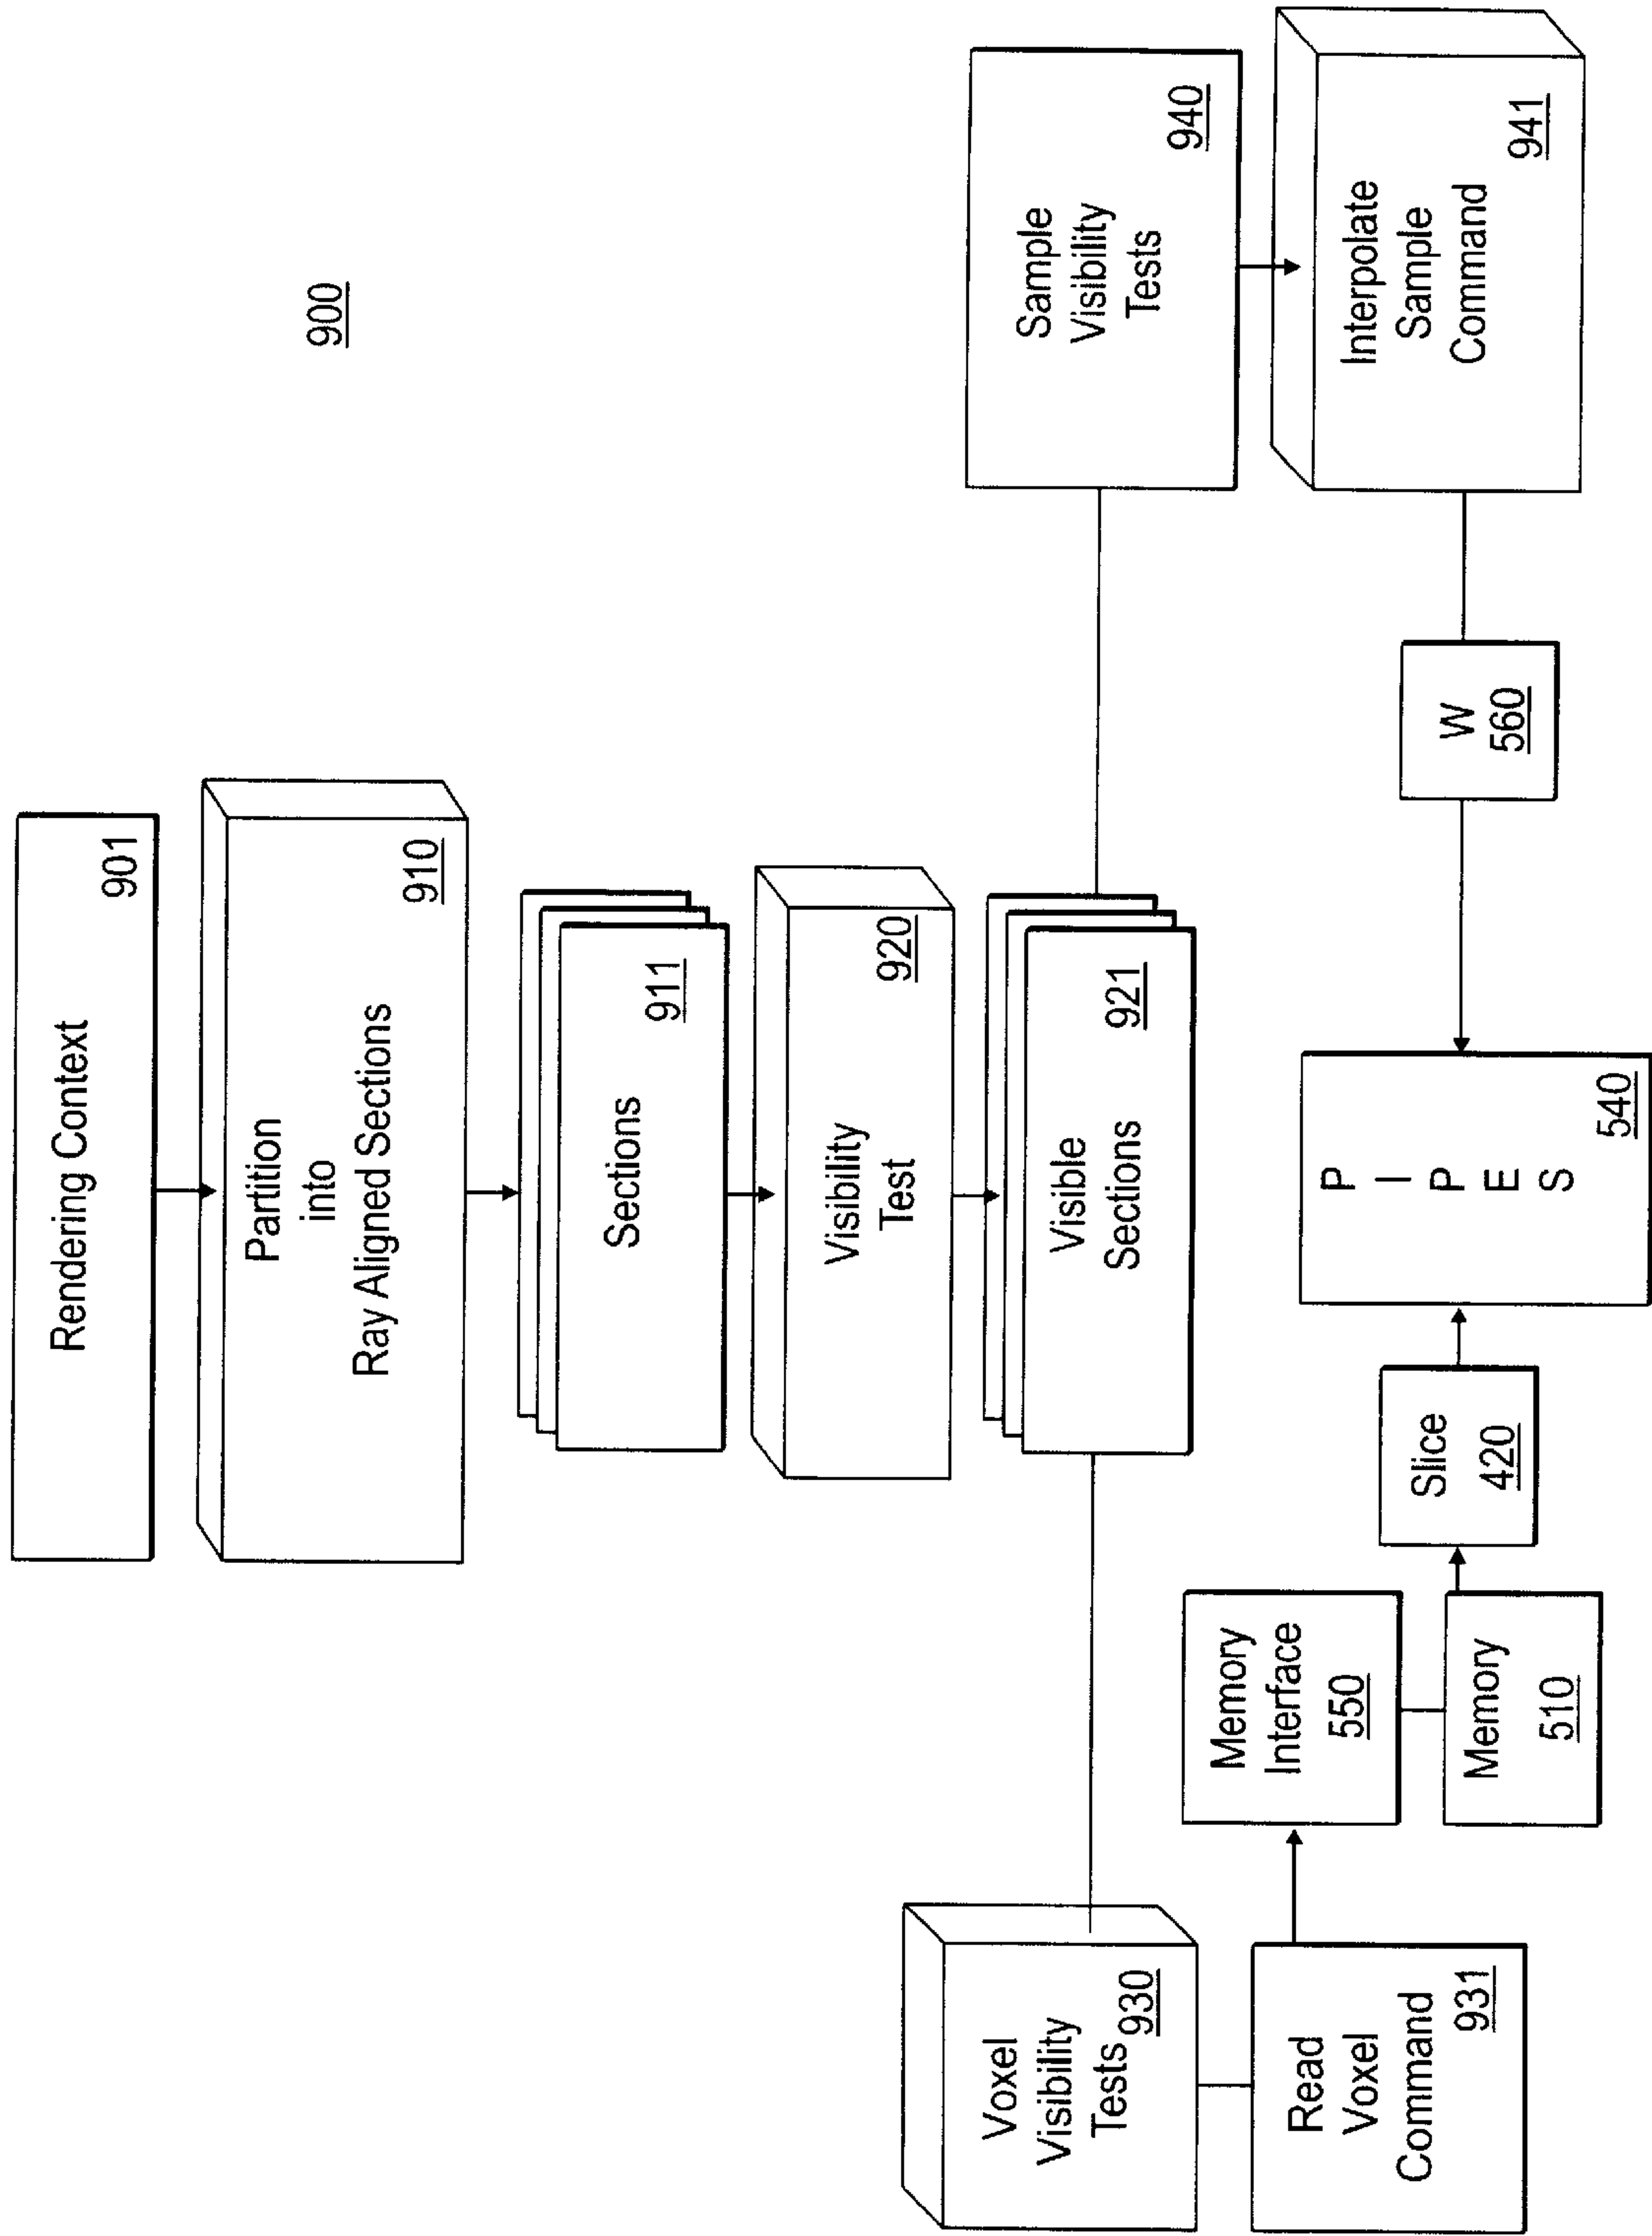 900
Rendering Context
901
Partition
into
Ray Aligned Sections
910
Sections
911
Visibility
Test
920
Visible
Sections
921
Voxel
Visibility
Tests
930
Read
Voxel
Command
931
Memory
Interface
550
Memory
510
Slice
420
P
I
P
E
S
540
W
560
Sample
Visibility
Tests
940
Interpolate
Sample
Command
941